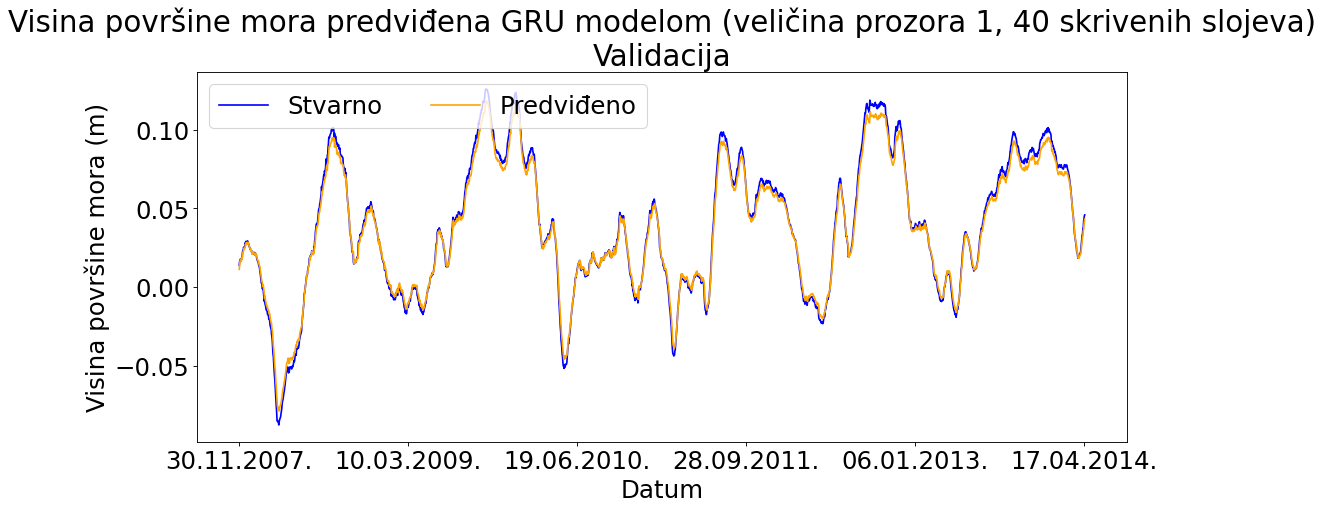 Visina površine mora predviđena GRU modelom (veličina prozora 1, 40 skrivenih slojeva)
Validacija
Stvarno
Predviđeno
Visina površine mora (m)
0.10
0.05
0.00
−0.05
30.11.2007.
10.03.2009.
19.06.2010.
28.09.2011.
06.01.2013.
17.04.2014.
Datum